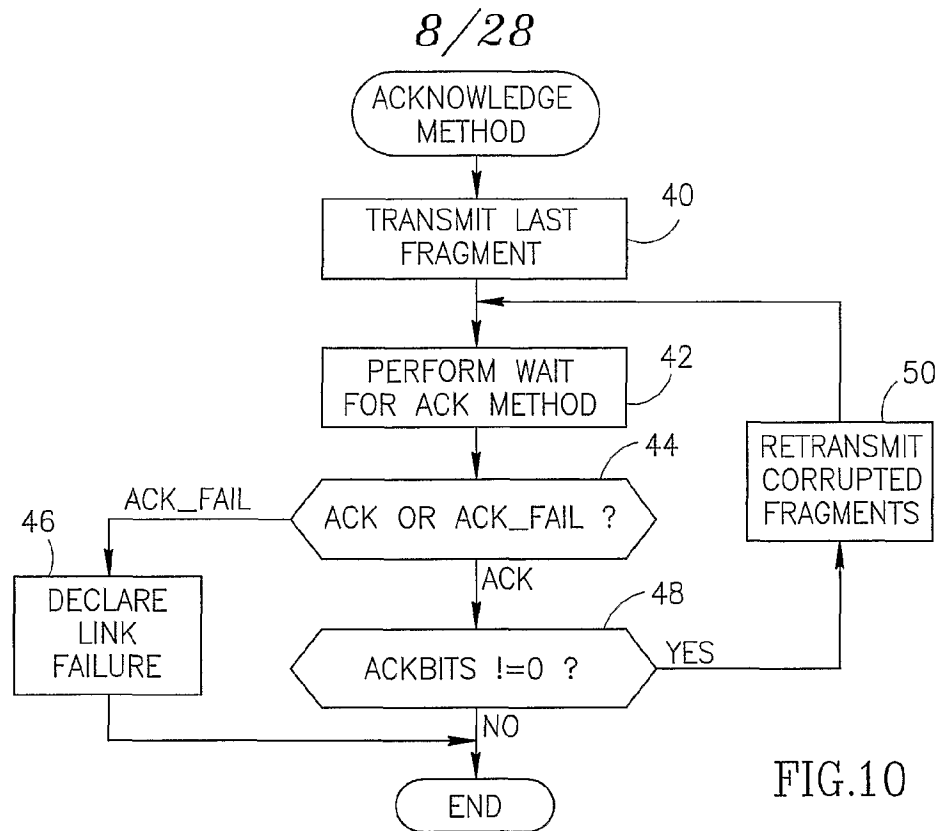 8/28
ACKNOWLEDGE
METHOD
40
TRANSMIT LAST
FRAGMENT
42
PERFORM WAIT
FOR ACK METHOD
50
RETRANSMIT
CORRUPTED
FRAGMENTS
44
ACK_FAIL
ACK OR ACK_FAIL ?
46
DECLARE
LINK
FAILURE
ACK
48
ACKBITS !=0 ?
YES
NO
END
FIG.10